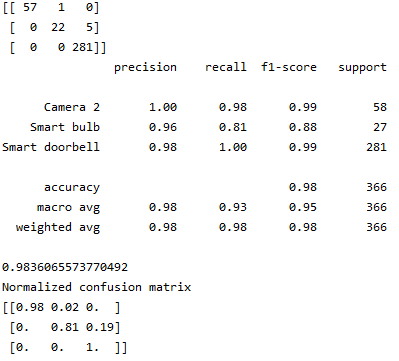 [[ 57   1   0]
 [  0  22   5]
 [  0   0 281]]
               precision    recall  f1-score   support

     Camera 2       1.00      0.98      0.99        58
   Smart bulb       0.96      0.81      0.88        27
Smart doorbell       0.98      1.00      0.99       281

     accuracy                           0.98       366
    macro avg       0.98      0.93      0.95       366
 weighted avg       0.98      0.98      0.98       366

0.9836065573770492
Normalized confusion matrix
[[0.98 0.02 0.  ]
 [0.   0.81 0.19]
 [0.   0.   1.  ]]